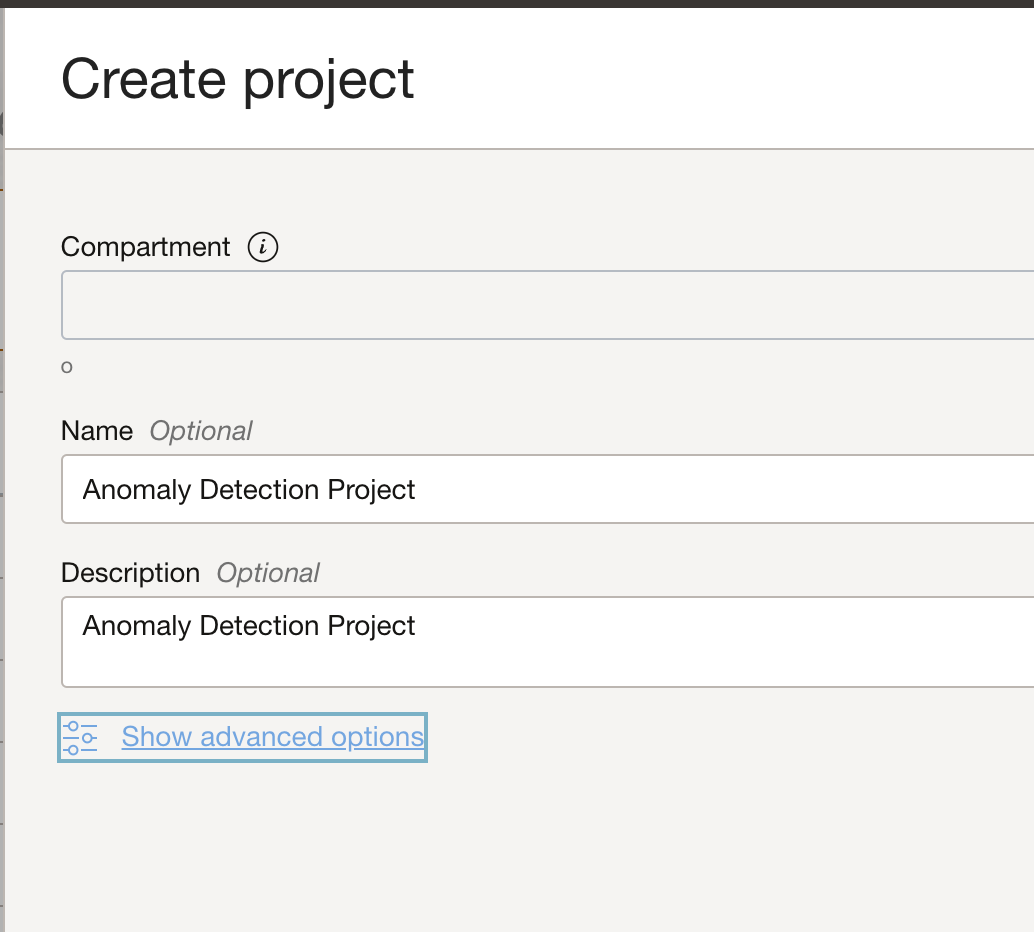 Create project
Compartment i
o
Name Optional
Anomaly Detection Project
Description Optional
Anomaly Detection Project
Show advanced options